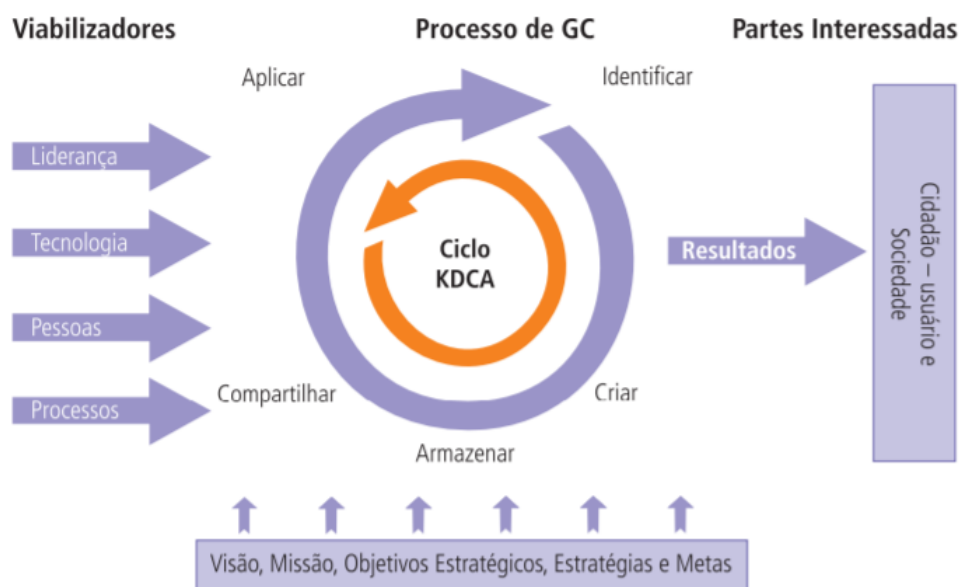 Viabilizadores
Processo de GC
Partes Interessadas
Aplicar
Identificar
Liderança
Tecnologia
Pessoas
Processos
Ciclo
KDCA
Compartilhar
Criar
Armazenar
Resultados
Cidadão – usuário e
Sociedade
Visão, Missão, Objetivos Estratégicos, Estratégias e Metas